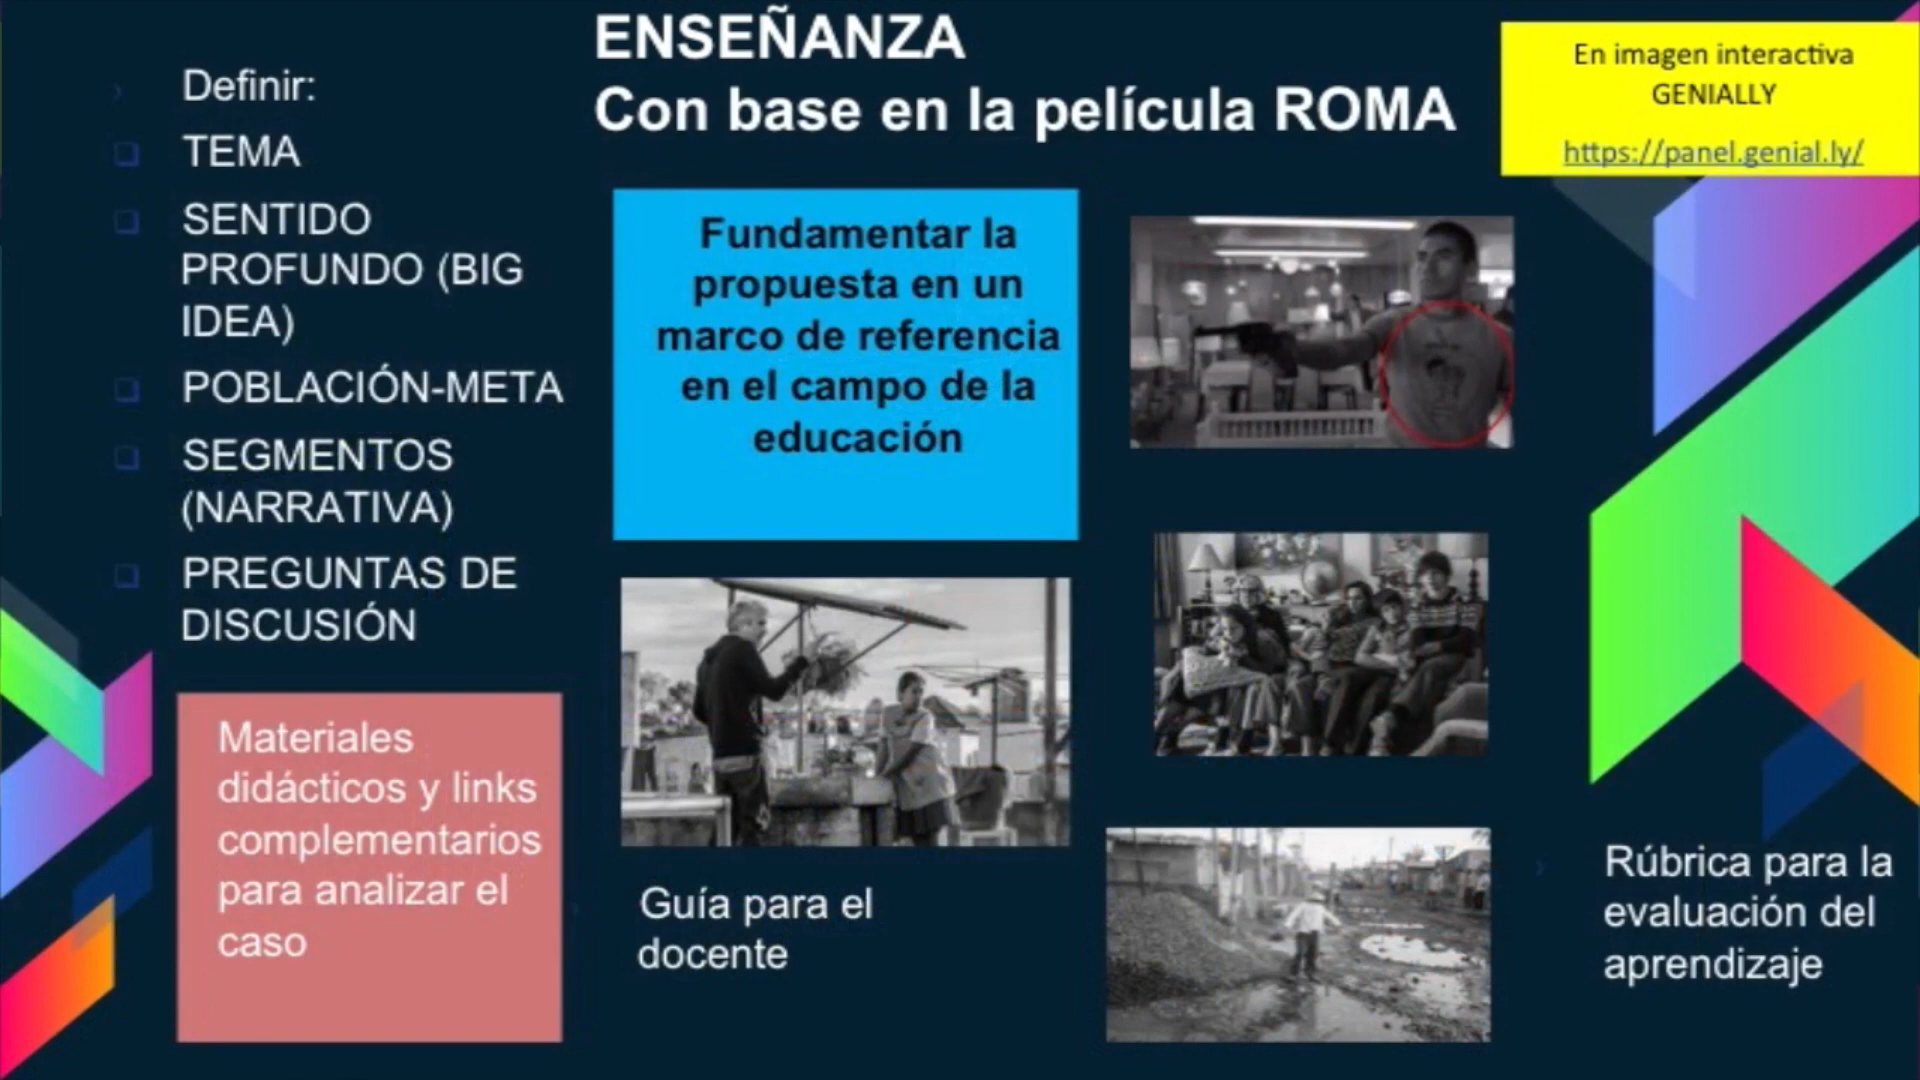 ENSEÑANZA
Con base en la película ROMA
En imagen interactiva
GENIALLY
https://panel.genial.ly/
Definir:
TEMA
SENTIDO
PROFUNDO (BIG
IDEA)
POBLACIÓN-META
SEGMENTOS
(NARRATIVA)
PREGUNTAS DE
DISCUSIÓN
Fundamentar la
propuesta en un
marco de referencia
en el campo de la
educación
Materiales
didácticos y links
complementarios
para analizar el
caso
Guía para el
docente
Rúbrica para la
evaluación del
aprendizaje